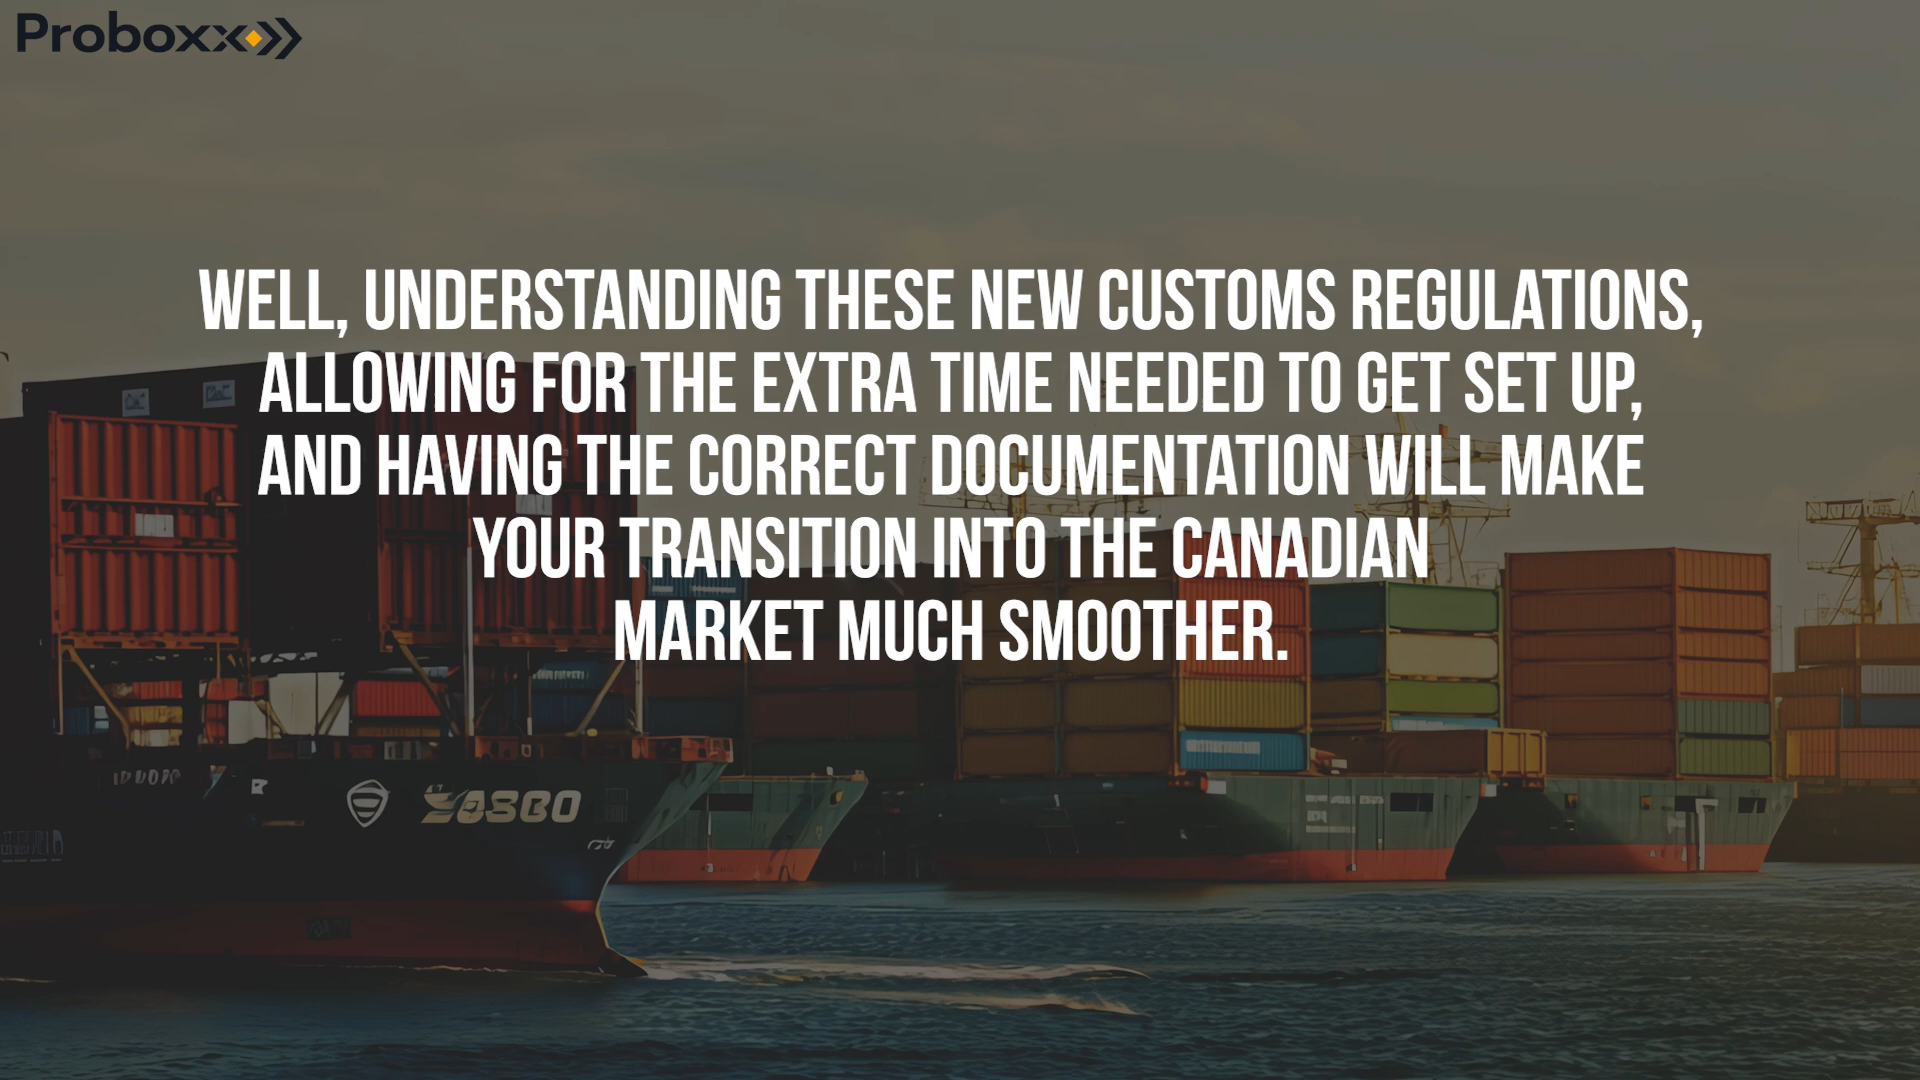 Proboxx
WELL, UNDERSTANDING THESE NEW CUSTOMS REGULATIONS,
ALLOWING FOR THE EXTRA TIME NEEDED TO GET SET UP,
AND HAVING THE CORRECT DOCUMENTATION WILL MAKE
YOUR TRANSITION INTO THE CANADIAN
MARKET MUCH SMOOTHER.